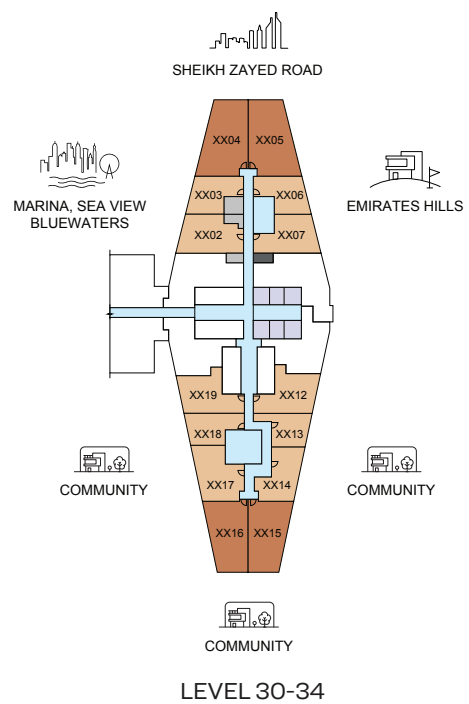 SHEIKH ZAYED ROAD
XX04
XX05
MARINA, SEA VIEW
BLUEWATERS
EMIRATES HILLS
XX03
XX06
XX02
XX07
XX19
XX12
XX18
XX13
XX17
XX14
COMMUNITY
COMMUNITY
XX16
XX15
COMMUNITY
LEVEL 30-34